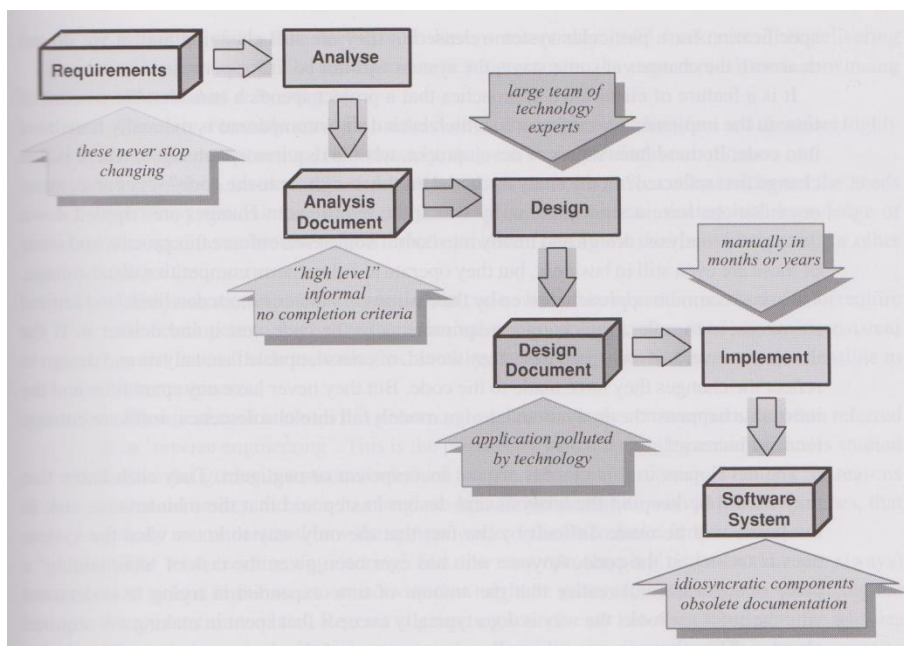 Requirements
Analyse
these never stop
changing
large team of
technology
experts
Analysis
Document
Design
"high level"
informal
no completion criteria
manually in
months or years
Design
Document
Implement
application polluted
by technology
Software
System
idiosyncratic components
obsolete documentation